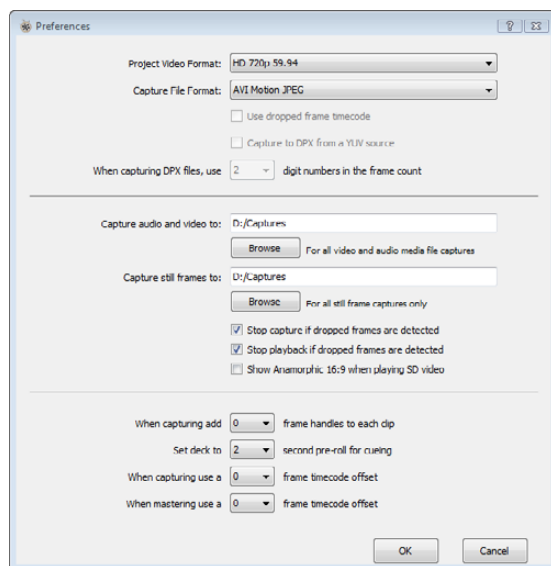 Preferences
Project Video Format: HD 720p 59.94
Capture File Format: AVI Motion JPEG
Use dropped frame timecode
Capture to DPX from a YUV source
When capturing DPX files, use 2 digit numbers in the frame count
Capture audio and video to: D:/Captures
Browse For all video and audio media file captures
Capture still frames to: D:/Captures
Browse For all still frame captures only
Stop capture if dropped frames are detected
Stop playback if dropped frames are detected
Show Anamorphic 16:9 when playing SD video
When capturing add 0 frame handles to each clip
Set deck to 2 second pre-roll for cueing
When capturing use a 0 frame timecode offset
When mastering use a 0 frame timecode offset
OK Cancel